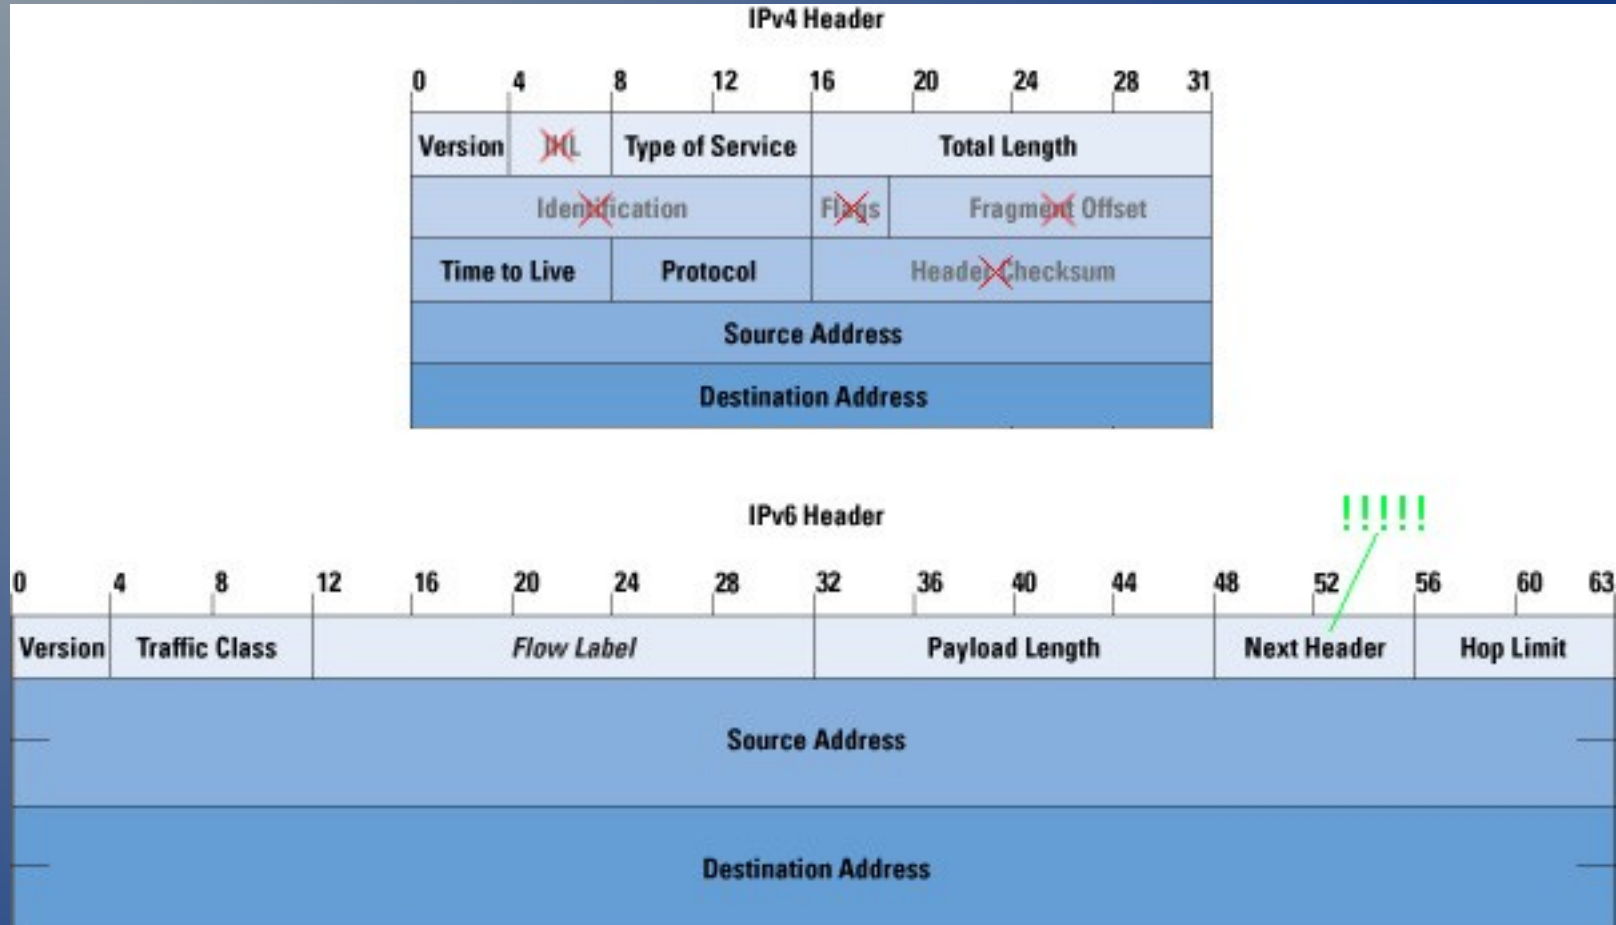 IPv4 Header
0 4 8 12 16 20 24 28 31
Version IHL Type of Service Total Length
Identification Flags Fragment Offset
Time to Live Protocol Header Checksum
Source Address
Destination Address
!!!!!
IPv6 Header
0 4 8 12 16 20 24 28 32 36 40 44 48 52 56 60 63
Version Traffic Class Flow Label Payload Length Next Header Hop Limit
Source Address
Destination Address